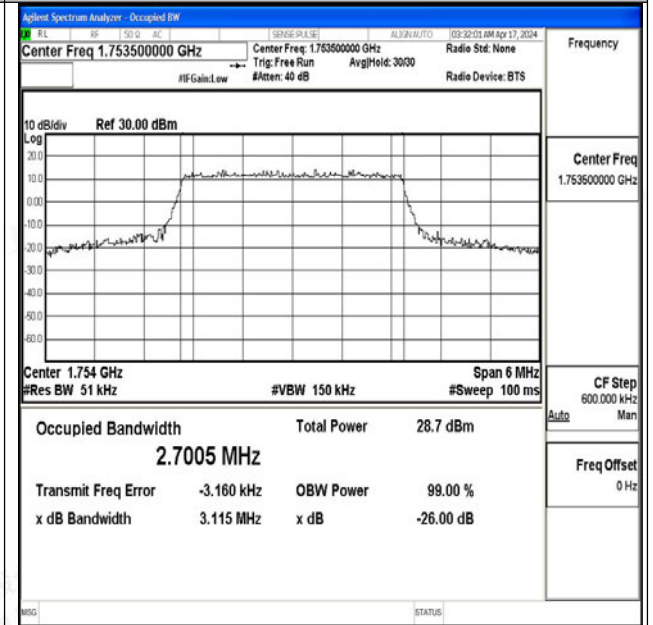 Agilent Spectrum Analyzer - Occupied BW
RL RF 50 Ω AC SENSE:PULSE ALIGN AUTO 03:32:01 AM Apr 17, 2024
Center Freq 1.753500000 GHz
Center Freq: 1.753500000 GHz
Radio Std: None
Trig: Free Run Avg|Hold: 30/30
#IFGain:Low #Atten: 40 dB Radio Device: BTS
10 dB/div Ref 30.00 dBm
Log
20.0
10.0
0.00
-10.0
-20.0
-30.0
-40.0
-50.0
-60.0
Center 1.754 GHz Span 6 MHz
#Res BW 51 kHz #VBW 150 kHz #Sweep 100 ms
Occupied Bandwidth Total Power 28.7 dBm
2.7005 MHz
Transmit Freq Error -3.160 kHz OBW Power 99.00 %
x dB Bandwidth 3.115 MHz x dB -26.00 dB
MSG STATUS
Frequency
Center Freq
1.753500000 GHz
CF Step
600.000 kHz
Auto Man
Freq Offset
0 Hz